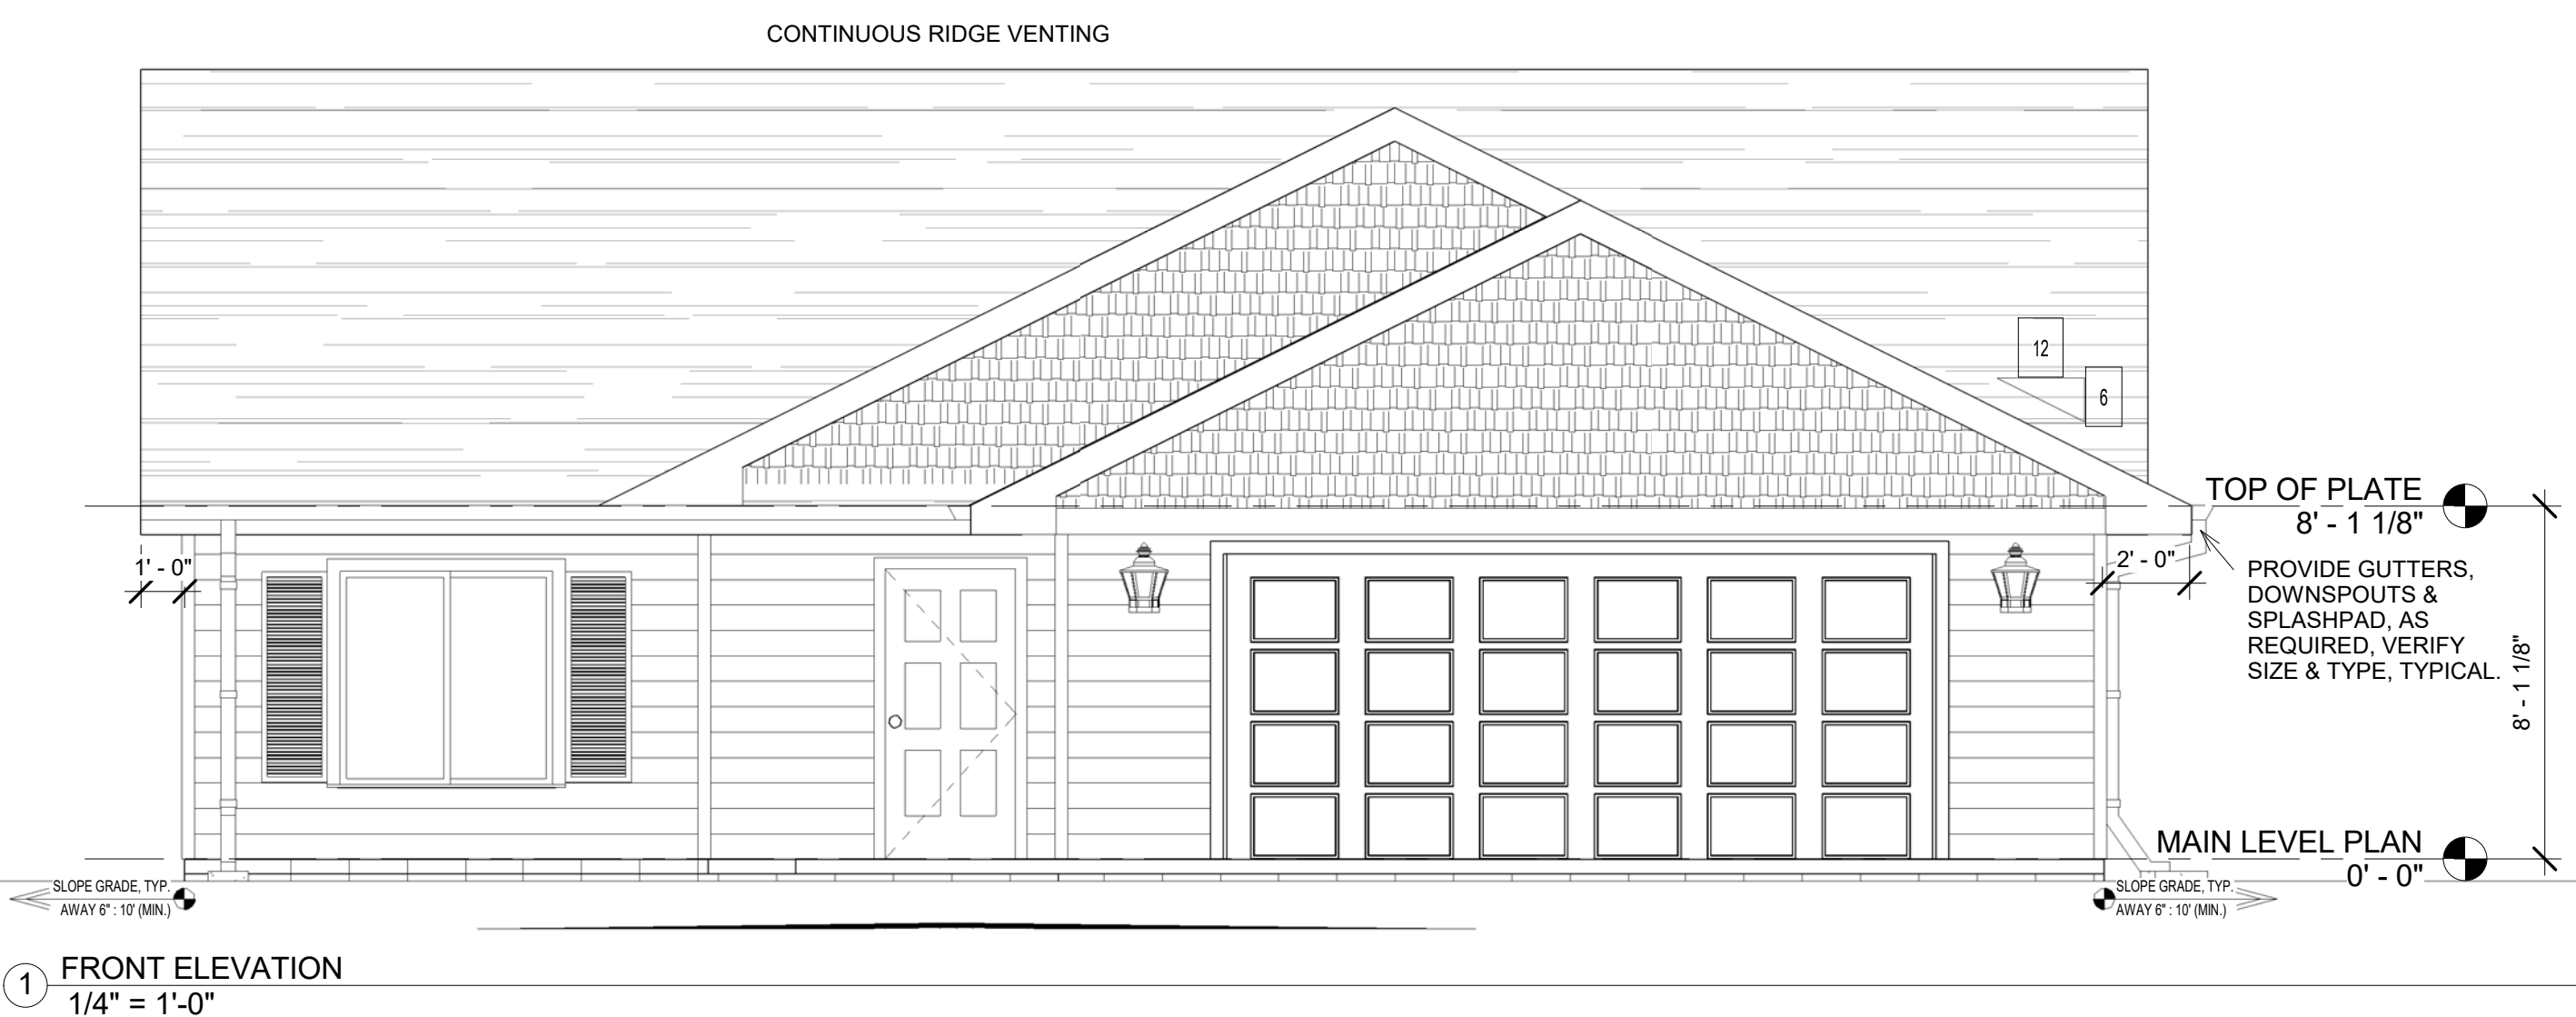 CONTINUOUS RIDGE VENTING
12
6
TOP OF PLATE
8' - 1 1/8"
1' - 0"
2' - 0"
PROVIDE GUTTERS,
DOWNSPOUTS &
SPLASHPAD, AS
REQUIRED, VERIFY
SIZE & TYPE, TYPICAL.
8' - 1 1/8"
MAIN LEVEL PLAN
0' - 0"
SLOPE GRADE, TYP.
AWAY 6" : 10' (MIN.)
SLOPE GRADE, TYP.
AWAY 6" : 10' (MIN.)
1
FRONT ELEVATION
1/4" = 1'-0"